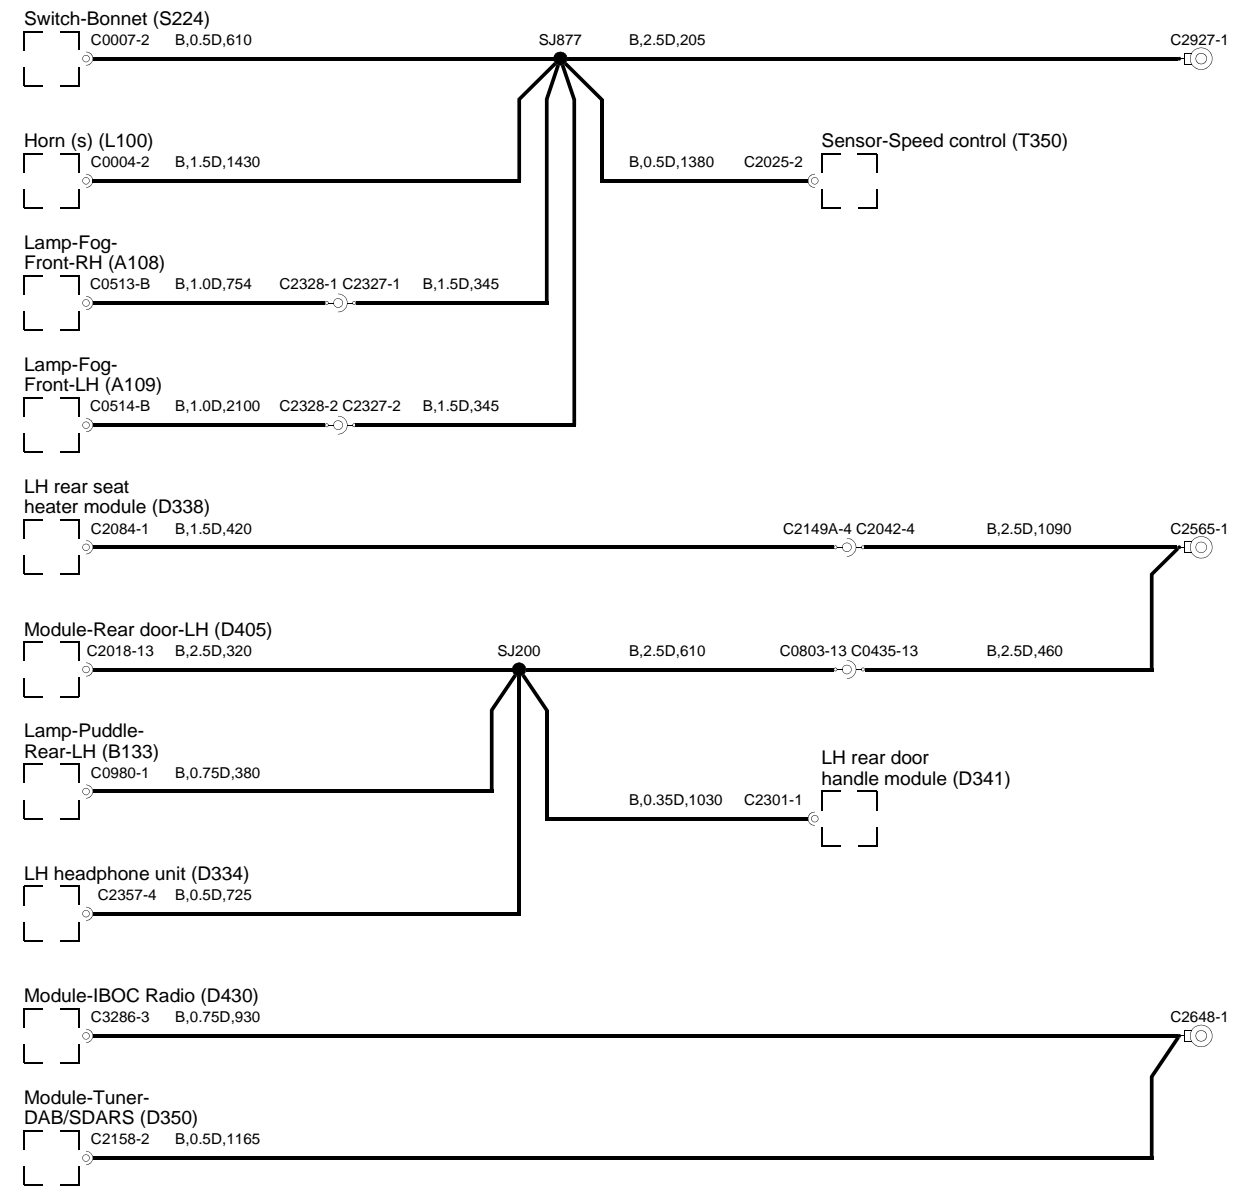 Switch-Bonnet (S224)
C0007-2 B,0.5D,610 SJ877 B,2.5D,205 C2927-1
Horn (s) (L100) Sensor-Speed control (T350)
C0004-2 B,1.5D,1430 B,0.5D,1380 C2025-2
Lamp-Fog-
Front-RH (A108)
C0513-B B,1.0D,754 C2328-1 C2327-1 B,1.5D,345
Lamp-Fog-
Front-LH (A109)
C0514-B B,1.0D,2100 C2328-2 C2327-2 B,1.5D,345
LH rear seat
heater module (D338)
C2084-1 B,1.5D,420 C2149A-4 C2042-4 B,2.5D,1090 C2565-1
Module-Rear door-LH (D405)
C2018-13 B,2.5D,320 SJ200 B,2.5D,610 C0803-13 C0435-13 B,2.5D,460
Lamp-Puddle-
Rear-LH (B133)
C0980-1 B,0.75D,380
LH rear door
handle module (D341)
B,0.35D,1030 C2301-1
LH headphone unit (D334)
C2357-4 B,0.5D,725
Module-IBOC Radio (D430)
C3286-3 B,0.75D,930 C2648-1
Module-Tuner-
DAB/SDARS (D350)
C2158-2 B,0.5D,1165